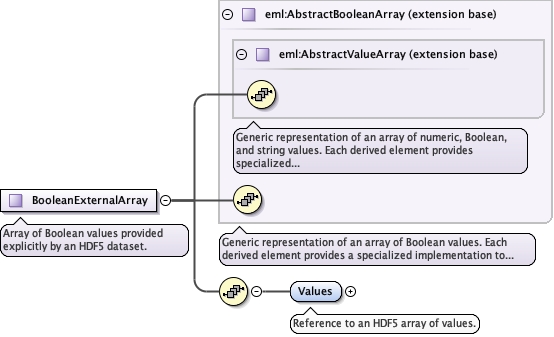 eml:AbstractBooleanArray (extension base)
eml:AbstractValueArray (extension base)
Generic representation of an array of numeric, Boolean,
and string values. Each derived element provides
specialized...
BooleanExternalArray
Array of Boolean values provided
explicitly by an HDF5 dataset.
Generic representation of an array of Boolean values. Each
derived element provides a specialized implementation to...
Values
Reference to an HDF5 array of values.